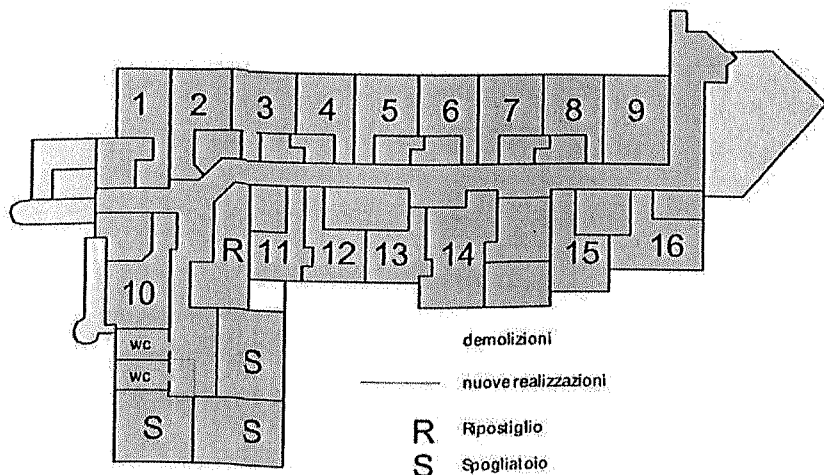 1 2 3 4 5 6 7 8 9
R 11 12 13 14 15 16
10
wc
wc
S
S S
demolizioni
nuove realizzazioni
R Ripostiglio
S Spogliatoio